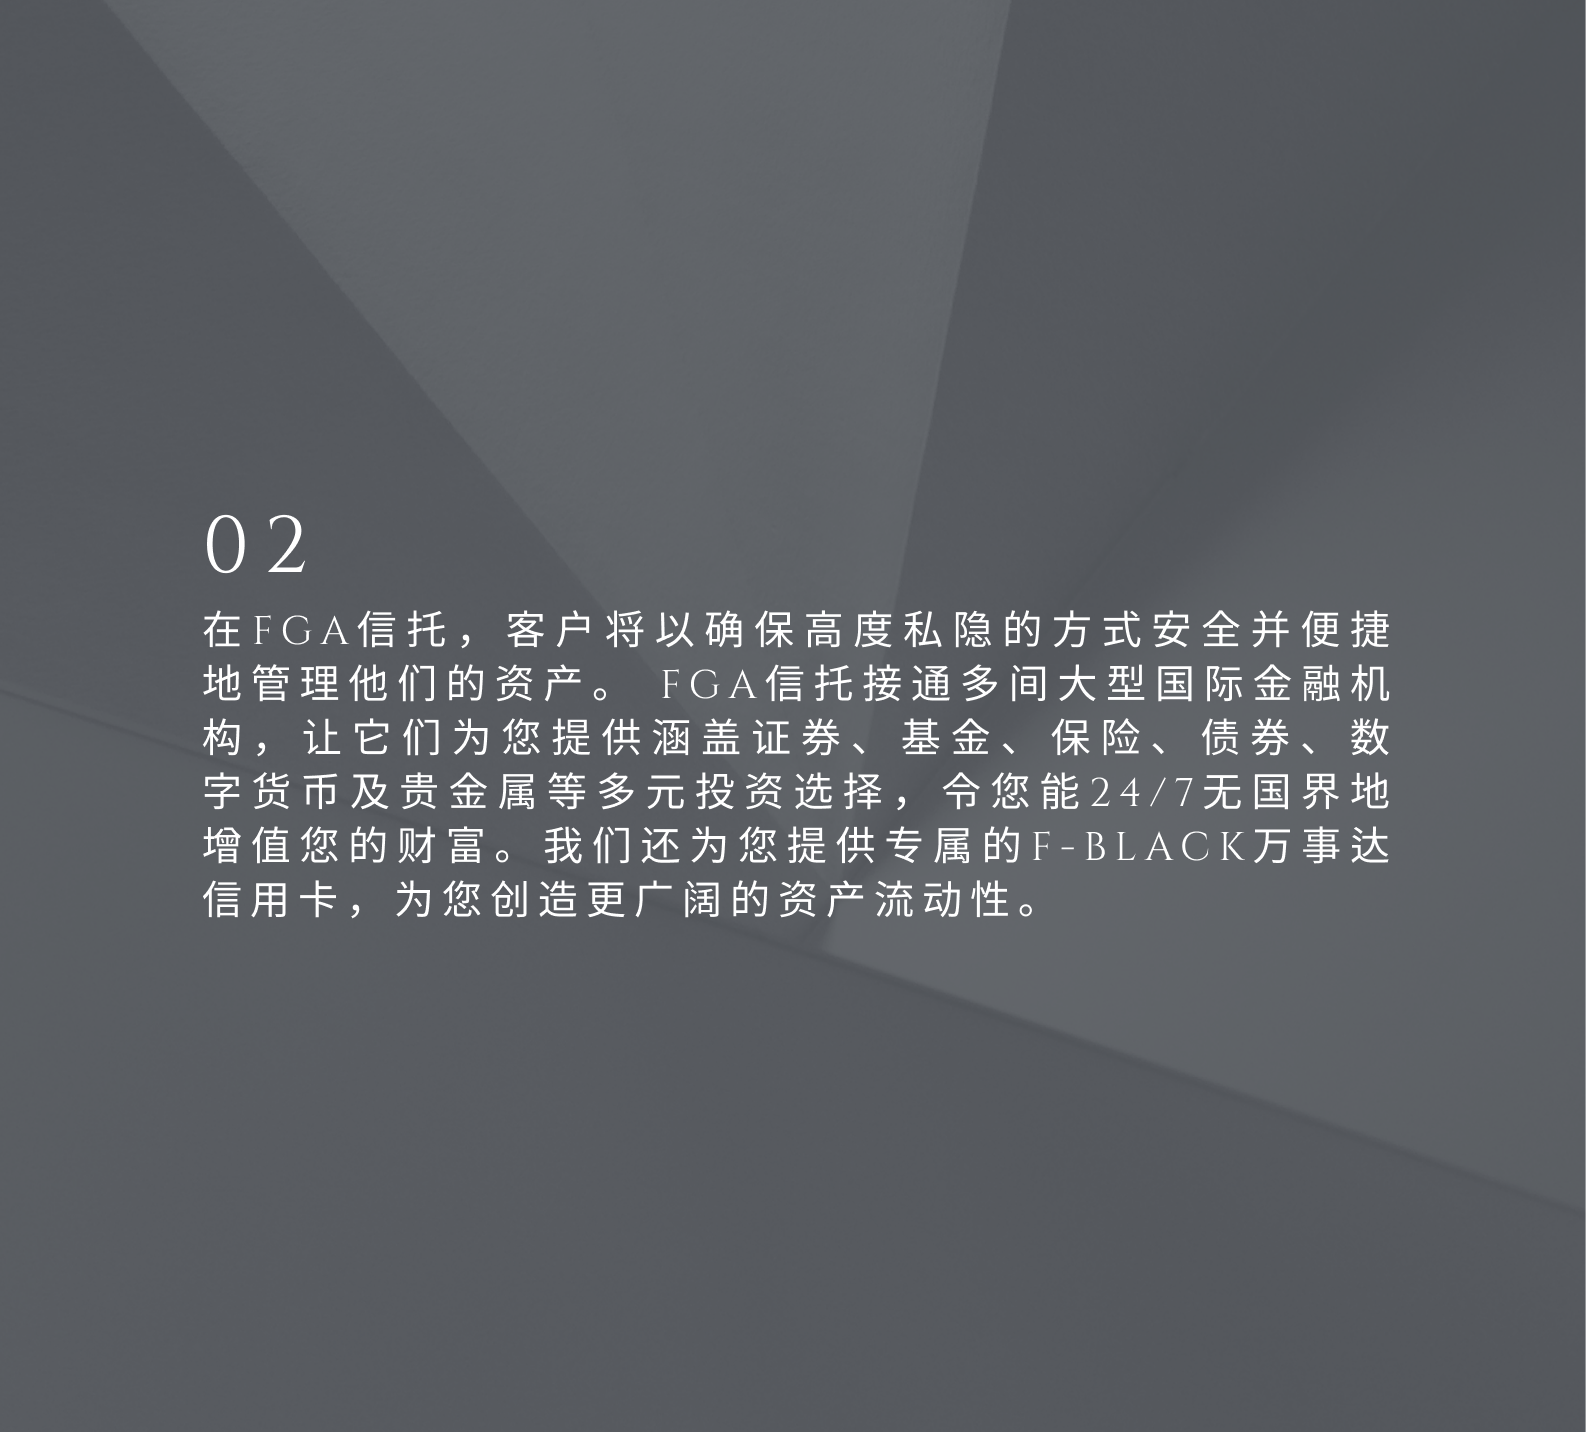 02
在FGA信托，客户将以确保高度私隐的方式安全并便捷
地管理他们的资产。 FGA信托接通多间大型国际金融机
构，让它们为您提供涵盖证券、基金、保险、债券、数
字货币及贵金属等多元投资选择，令您能24/7无国界地
增值您的财富。我们还为您提供专属的F-BLACK万事达
信用卡，为您创造更广阔的资产流动性。